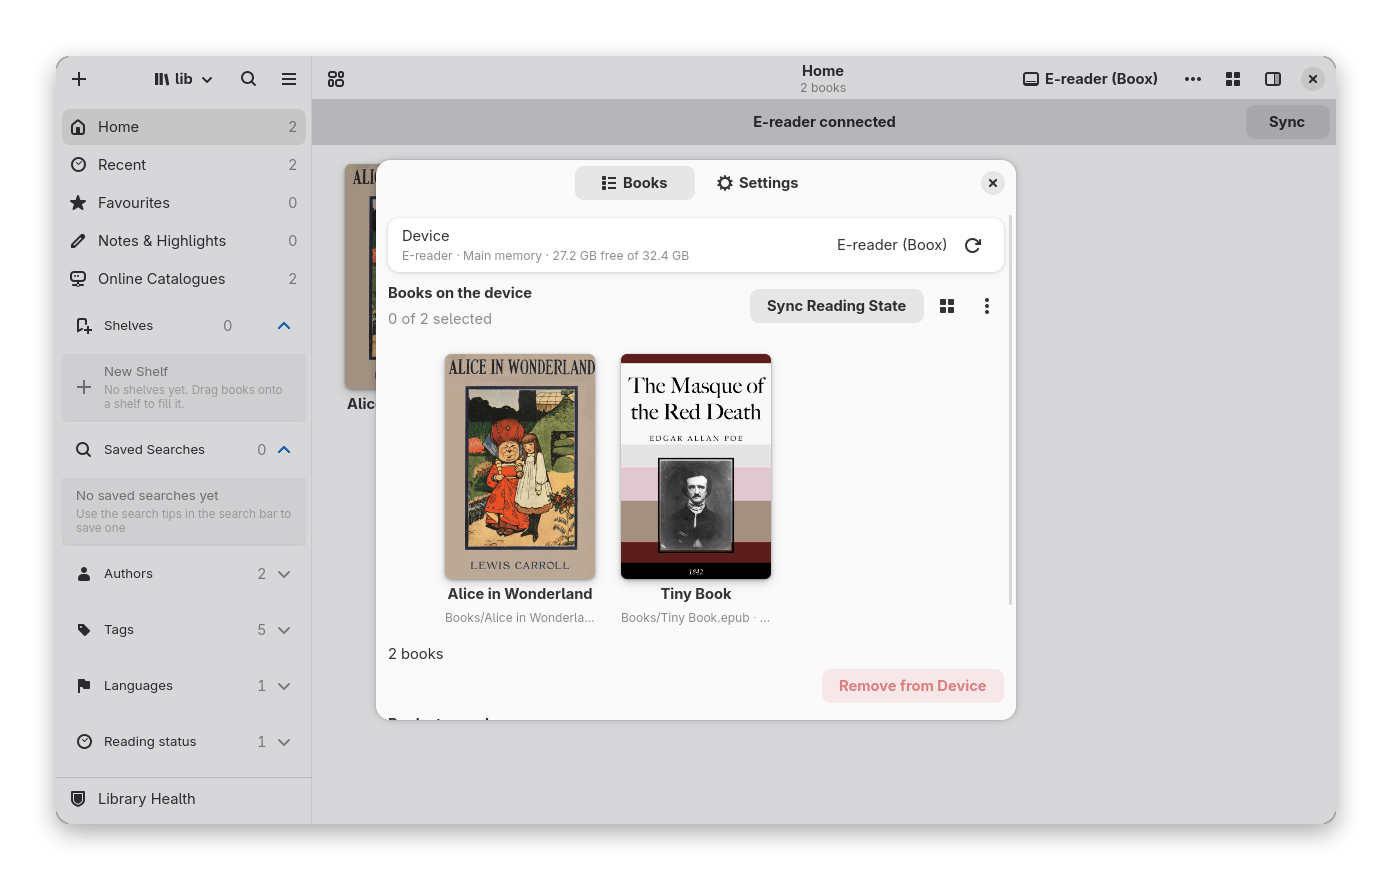 lib
Home
2 books
E-reader (Boox)
E-reader connected
Sync
Home 2
Recent 2
Favourites 0
Notes & Highlights 0
Online Catalogues 2
Shelves 0
New Shelf
No shelves yet. Drag books onto
a shelf to fill it.
Saved Searches 0
No saved searches yet
Use the search tips in the search bar to
save one
Authors 2
Tags 5
Languages 1
Reading status 1
Library Health
Books
Settings
Device
E-reader · Main memory · 27.2 GB free of 32.4 GB
E-reader (Boox)
Books on the device
0 of 2 selected
Sync Reading State
ALICE IN WONDERLAND
LEWIS CARROLL
Alice in Wonderland
Books/Alice in Wonderla...
The Masque of
the Red Death
EDGAR ALLAN POE
1842
Tiny Book
Books/Tiny Book.epub · ...
2 books
Remove from Device